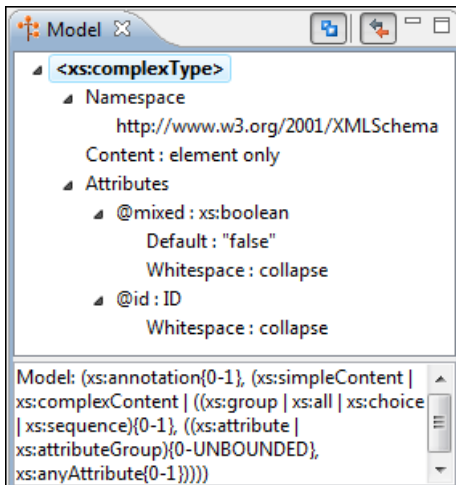 Model
<xs:complexType>
Namespace
http://www.w3.org/2001/XMLSchema
Content : element only
Attributes
@mixed : xs:boolean
Default : "false"
Whitespace : collapse
@id : ID
Whitespace : collapse
Model: (xs:annotation{0-1}, (xs:simpleContent |
xs:complexContent | ((xs:group | xs:all | xs:choice
| xs:sequence){0-1}, ((xs:attribute |
xs:attributeGroup){0-UNBOUNDED},
xs:anyAttribute{0-1}))))